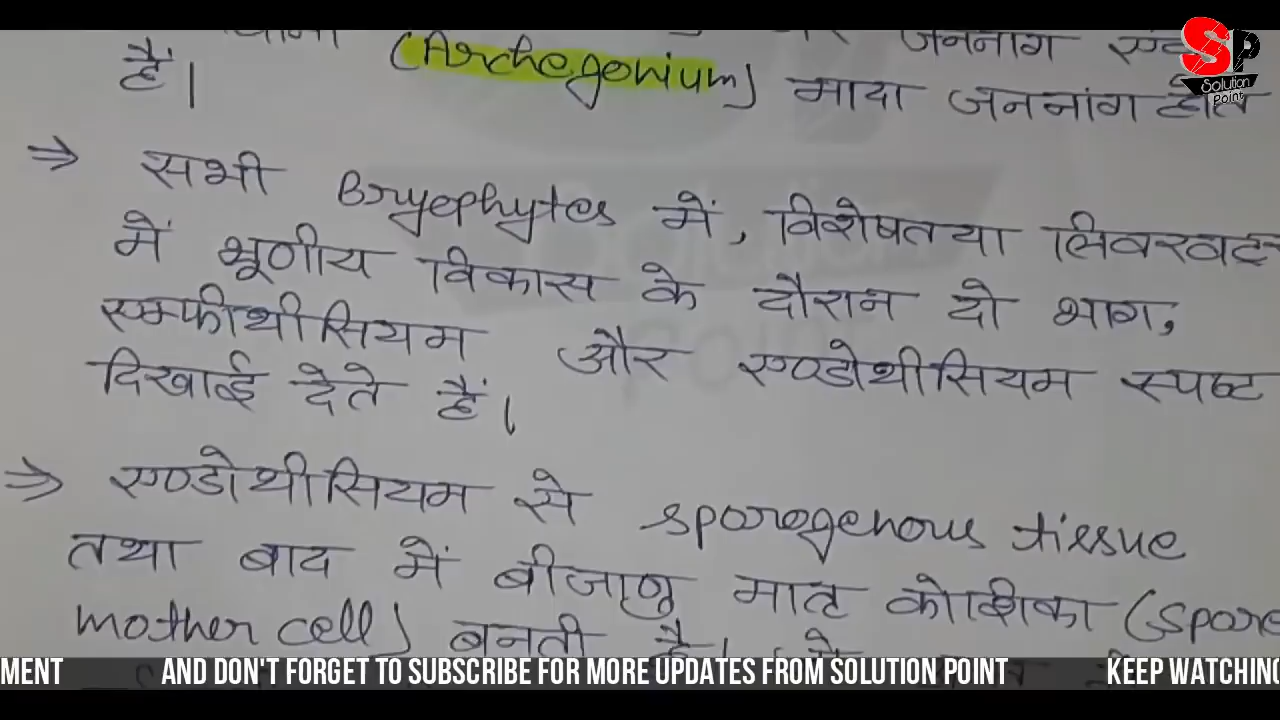 जननांग
है। (Archegonium) मादा जननांग होते
⇒ सभी Bryophytes में, विशेषतया लिवरवर्ट
में भ्रूणीय विकास के दौरान दो भाग,
एम्फीथीसियम और एण्डोथीसियम स्पष्ट
दिखाई देते हैं।
⇒ एण्डोथीसियम से sporogenous tissue
तथा बाद में बीजाणु मातृ कोशिका (spore
mother cell) बनती है।
SP
Solution
Point
MENT AND DON'T FORGET TO SUBSCRIBE FOR MORE UPDATES FROM SOLUTION POINT KEEP WATCHING